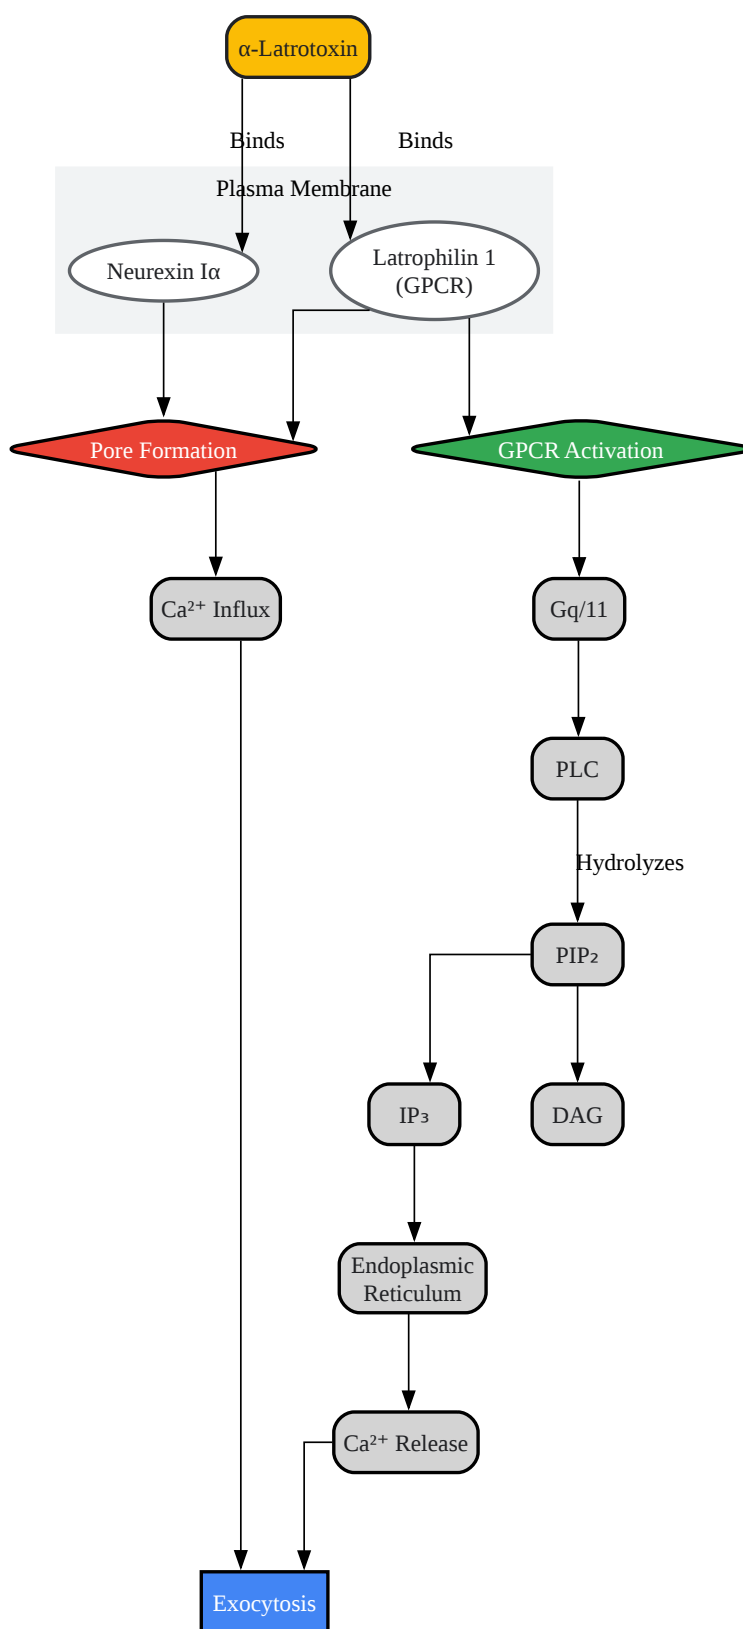 α-Latrotoxin
Binds
Binds
Plasma Membrane
Neurexin Iα
Latrophilin 1
(GPCR)
Pore Formation
GPCR Activation
Ca²⁺ Influx
Gq/11
PLC
Hydrolyzes
PIP₂
IP₃
DAG
Endoplasmic
Reticulum
Ca²⁺ Release
Exocytosis